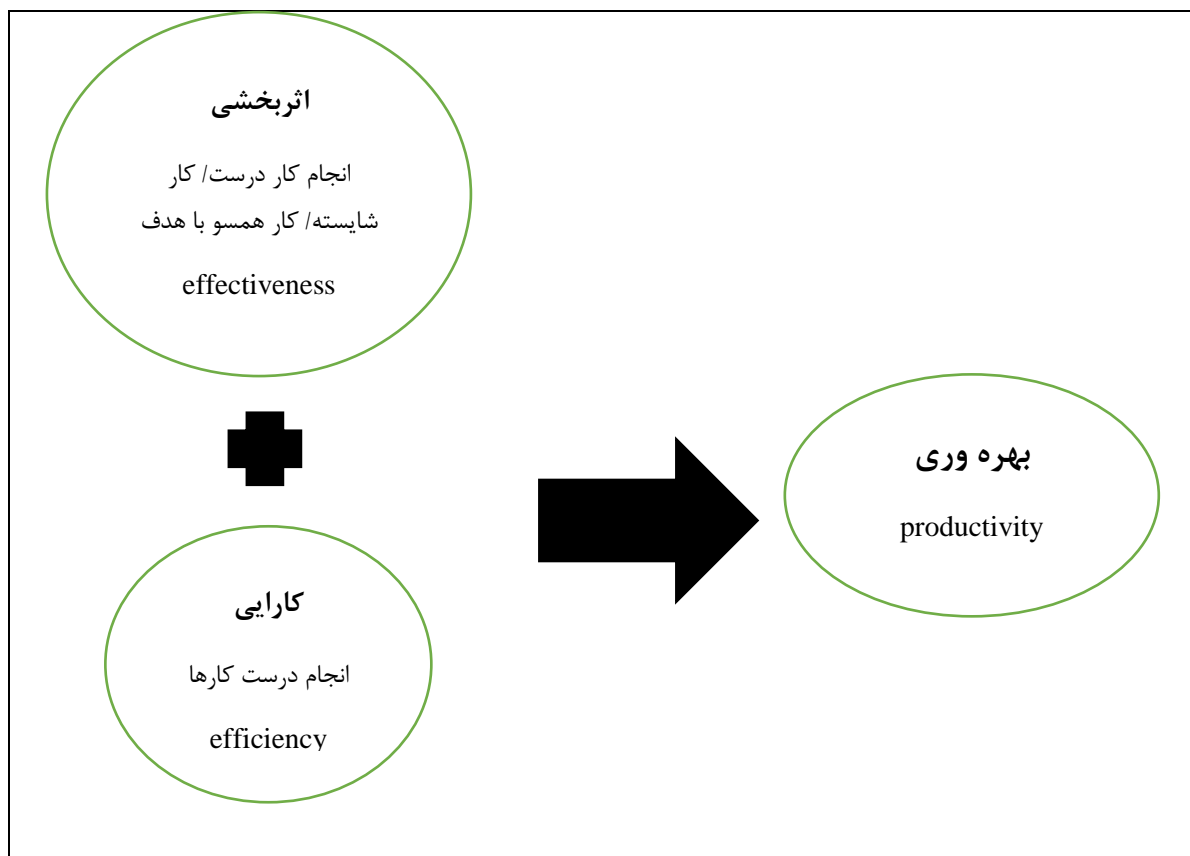 اثربخشی
انجام کار درست/ کار
شایسته/ کار همسو با هدف
effectiveness
کارایی
انجام درست کارها
efficiency
بهره وری
productivity